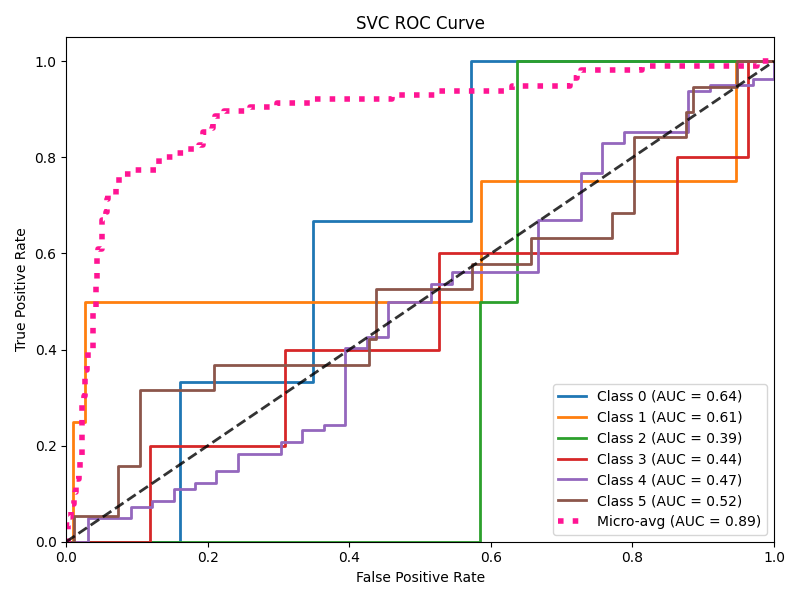 SVC ROC Curve
True Positive Rate
1.0
0.8
0.6
0.4
0.2
0.0
0.0 0.2 0.4 0.6 0.8 1.0
False Positive Rate
Class 0 (AUC = 0.64)
Class 1 (AUC = 0.61)
Class 2 (AUC = 0.39)
Class 3 (AUC = 0.44)
Class 4 (AUC = 0.47)
Class 5 (AUC = 0.52)
Micro-avg (AUC = 0.89)